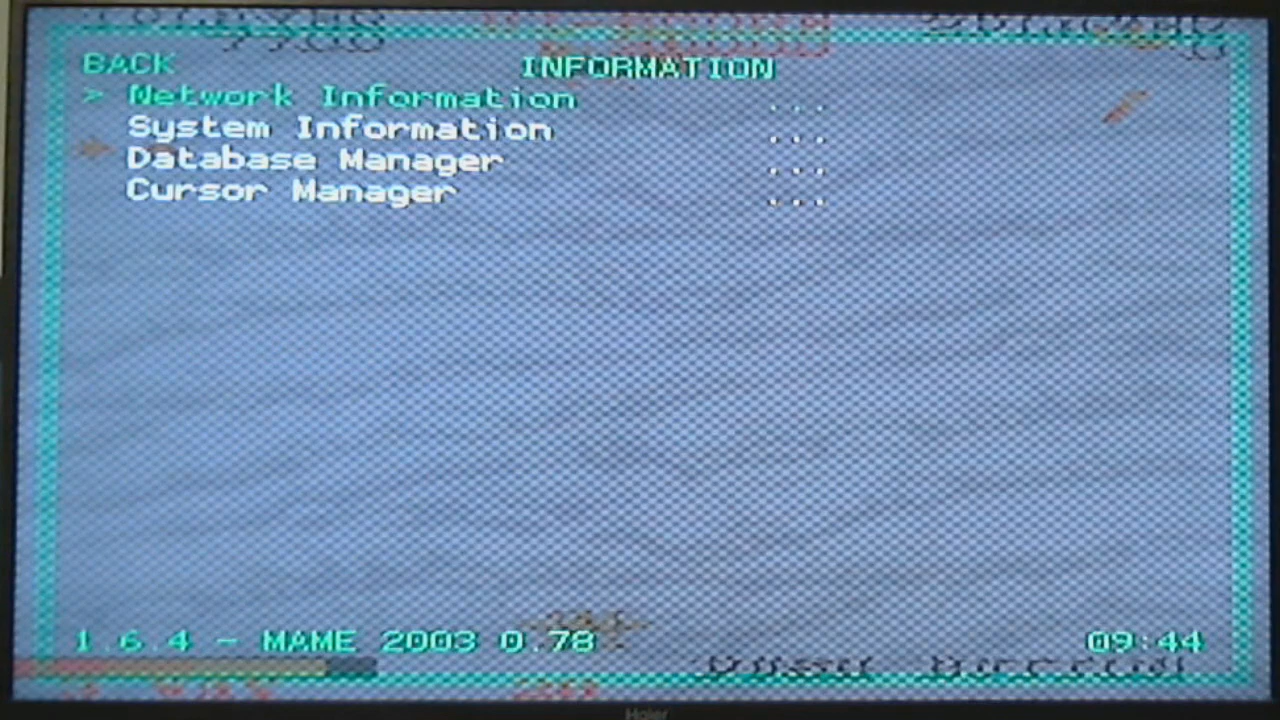 BACK
INFORMATION
> Network Information ...
System Information ...
Database Manager ...
Cursor Manager ...
1.6.4 - MAME 2003 0.78
09:44
Haier